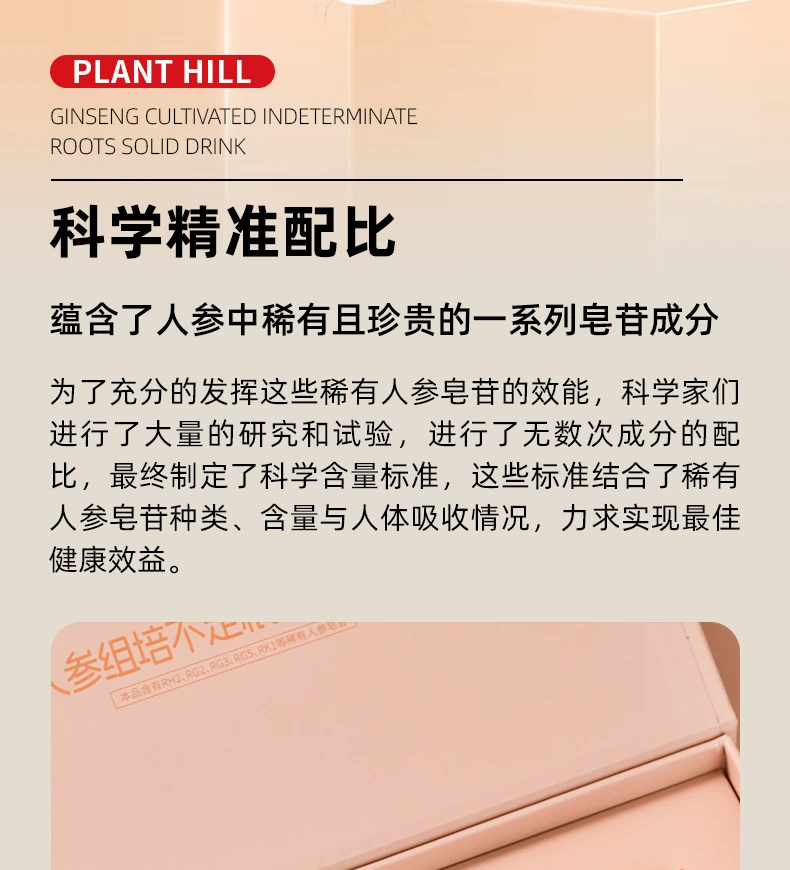 PLANT HILL
GINSENG CULTIVATED INDETERMINATE
ROOTS SOLID DRINK
科学精准配比
蕴含了人参中稀有且珍贵的一系列皂苷成分
为了充分的发挥这些稀有人参皂苷的效能，科学家们
进行了大量的研究和试验，进行了无数次成分的配
比，最终制定了科学含量标准，这些标准结合了稀有
人参皂苷种类、含量与人体吸收情况，力求实现最佳
健康效益。
人参组培不定根
本品含有RH2、RG2、RG3、RG5、RK1等稀有人参皂苷